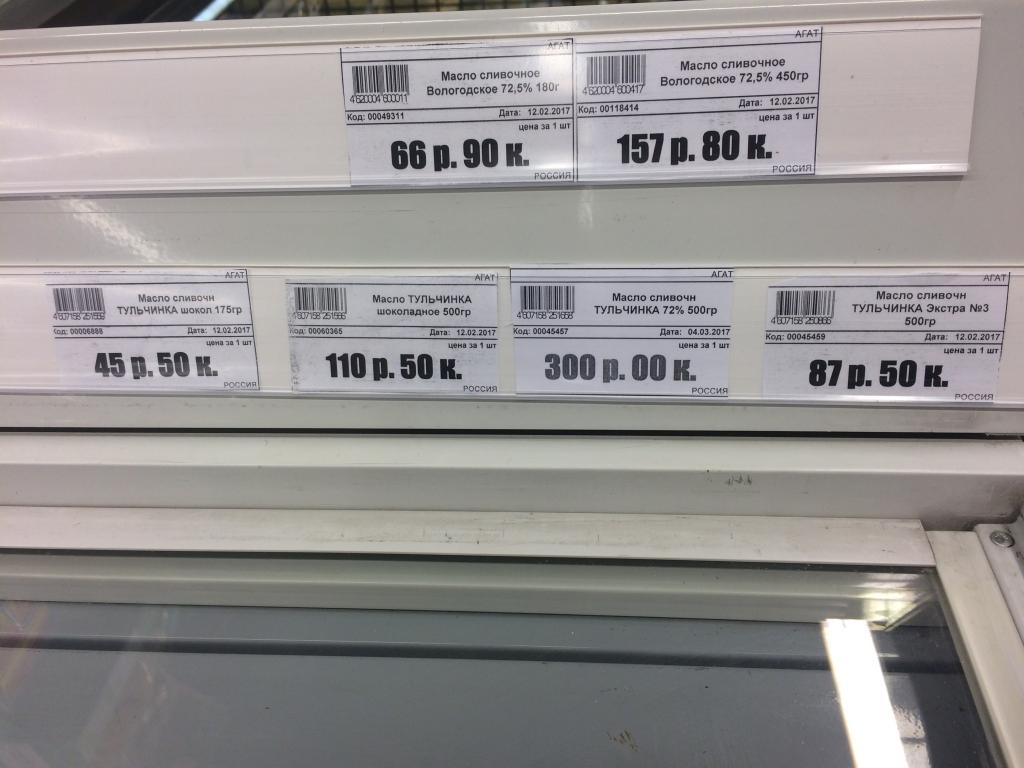 АГАТ
Масло сливочное
Вологодское 72,5% 180г
4 620004 600011
Код: 00049311 Дата: 12.02.2017
цена за 1 шт
66 р. 90 к.
РОССИЯ
АГАТ
Масло сливочное
Вологодское 72,5% 450гр
4 620004 600417
Код: 00118414 Дата: 12.02.2017
цена за 1 шт
157 р. 80 к.
РОССИЯ
АГАТ
Масло сливочн
ТУЛЬЧИНКА шокол 175гр
Код: 00006888 Дата: 12.02.2017
цена за 1 шт
45 р. 50 к.
РОССИЯ
АГАТ
Масло ТУЛЬЧИНКА
шоколадное 500гр
Код: 00060365 Дата: 12.02.2017
цена за 1 шт
110 р. 50 к.
РОССИЯ
АГАТ
Масло сливочн
ТУЛЬЧИНКА 72% 500гр
Код: 00045457 Дата: 04.03.2017
цена за 1 шт
300 р. 00 к.
РОССИЯ
АГАТ
Масло сливочн
ТУЛЬЧИНКА Экстра №3
500гр
Код: 00045459 Дата: 12.02.2017
цена за 1 шт
87 р. 50 к.
РОССИЯ